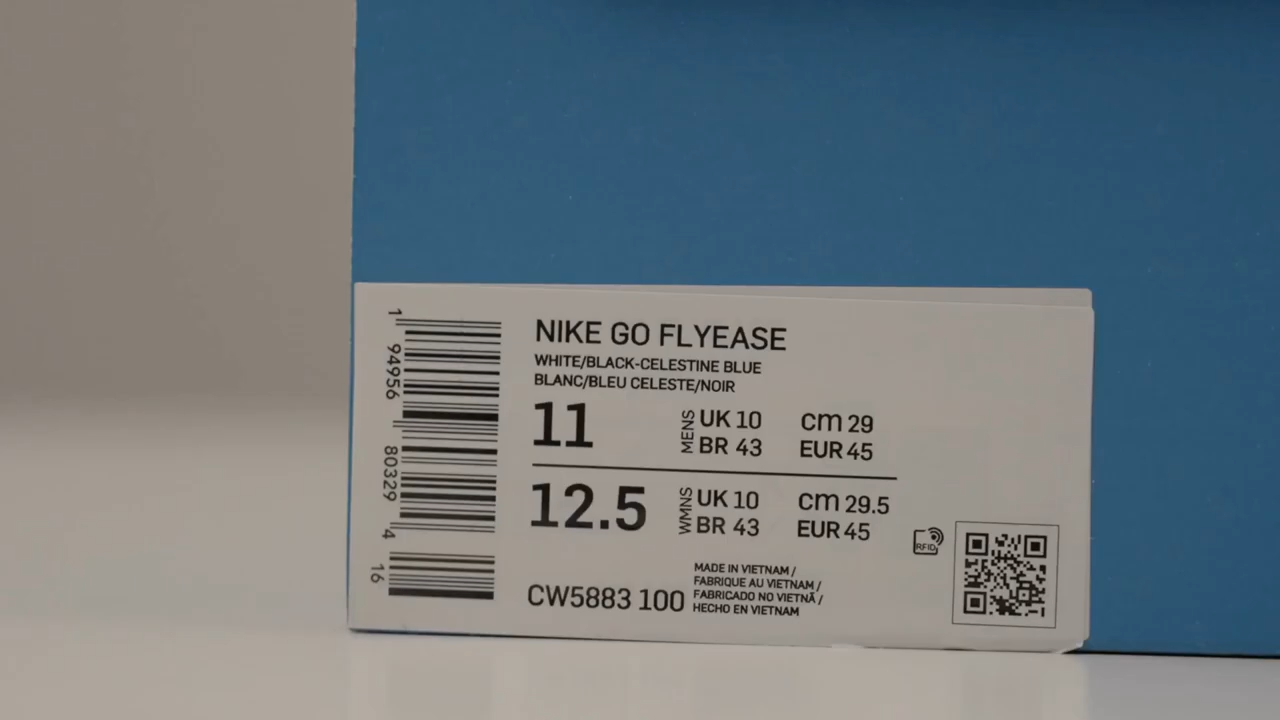 NIKE GO FLYEASE
WHITE/BLACK-CELESTINE BLUE
BLANC/BLEU CELESTE/NOIR
11
MENS
UK 10
cm 29
BR 43
EUR 45
12.5
WMNS
UK 10
cm 29.5
BR 43
EUR 45
CW5883 100
MADE IN VIETNAM /
FABRIQUE AU VIETNAM /
FABRICADO NO VIETNÃ /
HECHO EN VIETNAM
RFID
1 94956 80329 4 16